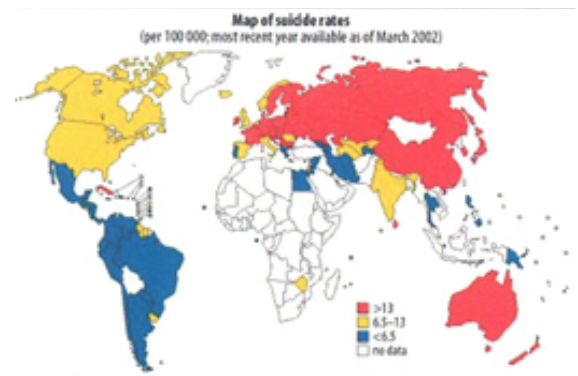 Map of suicide rates
(per 100 000; most recent year available as of March 2002)
>13
6.5–13
<6.5
no data